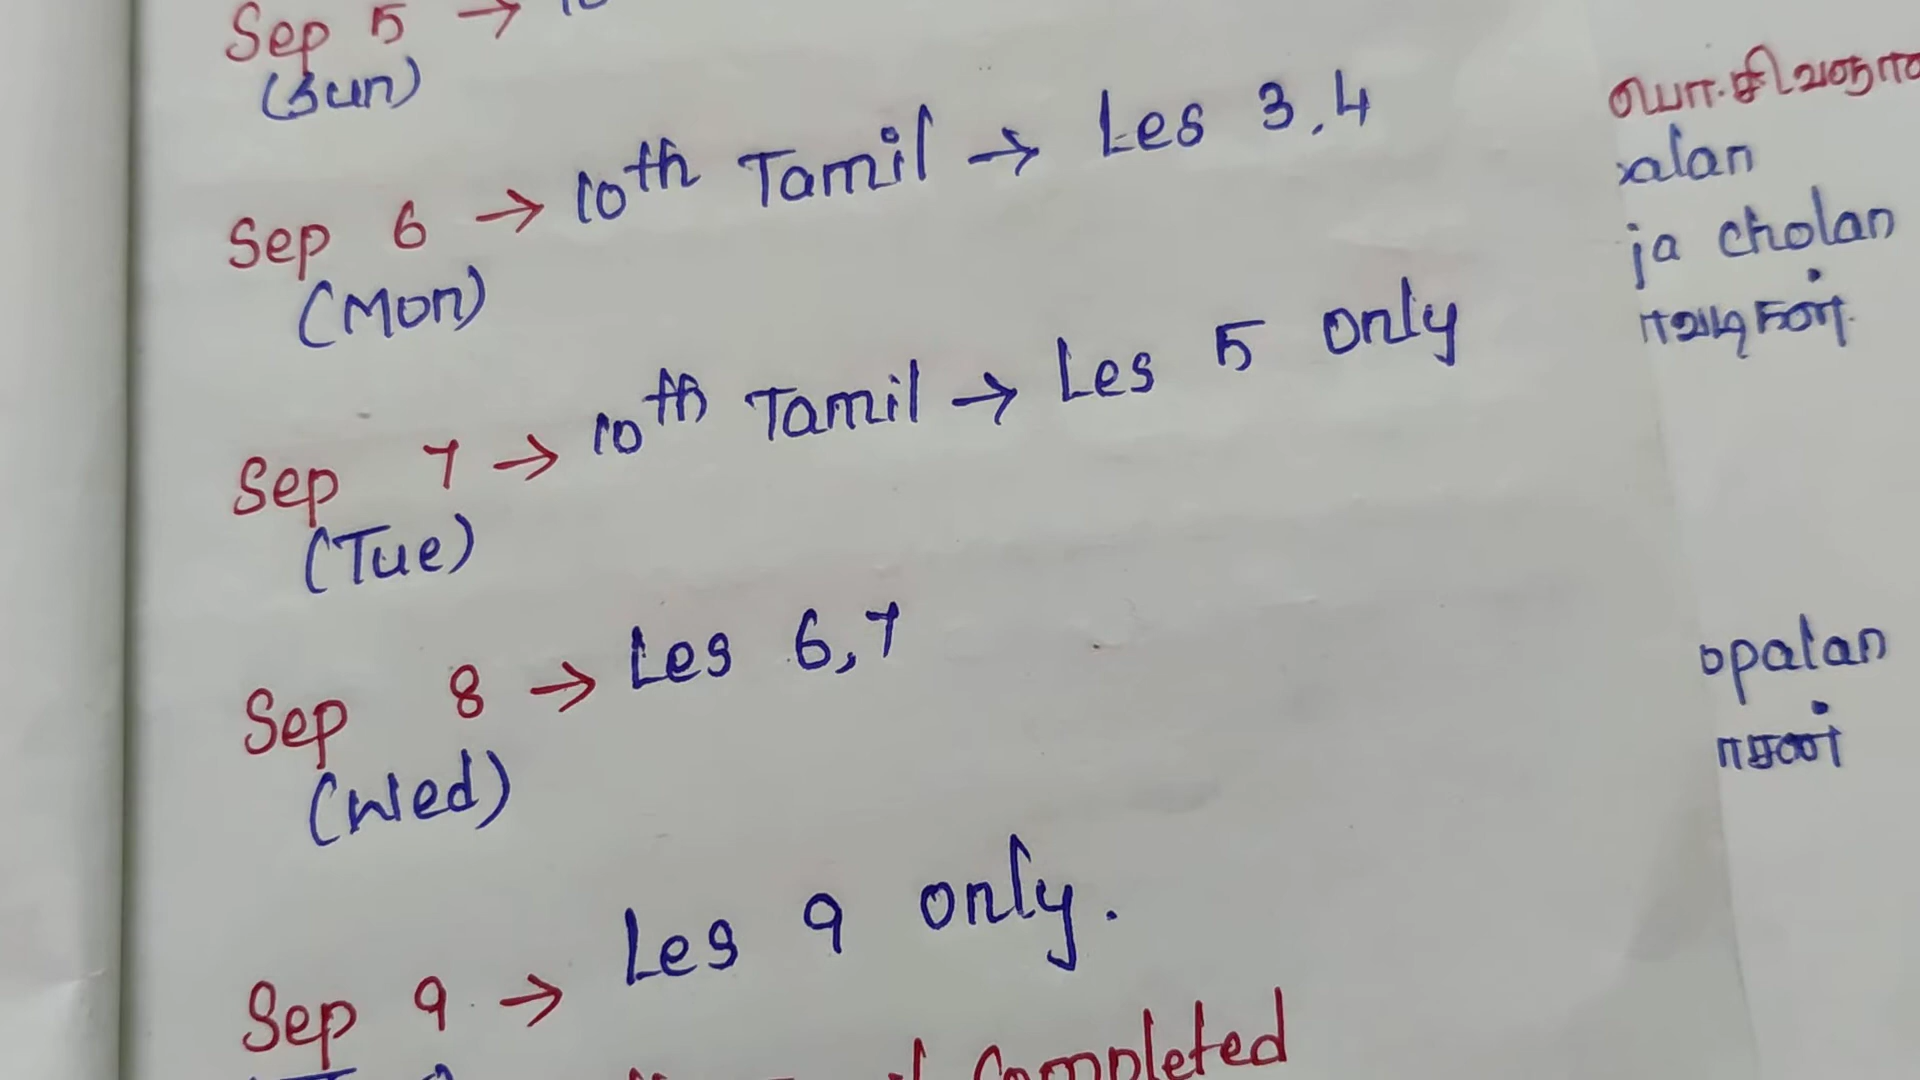 Sep 5 →
(Sun)
Sep 6 → 10th Tamil → Les 3,4
(Mon)
Sep 7 → 10th Tamil → Les 5 only
(Tue)
Sep 8 → Les 6,7
(Wed)
Sep 9 → Les 9 only.
Completed
alan
ja cholan
opalan